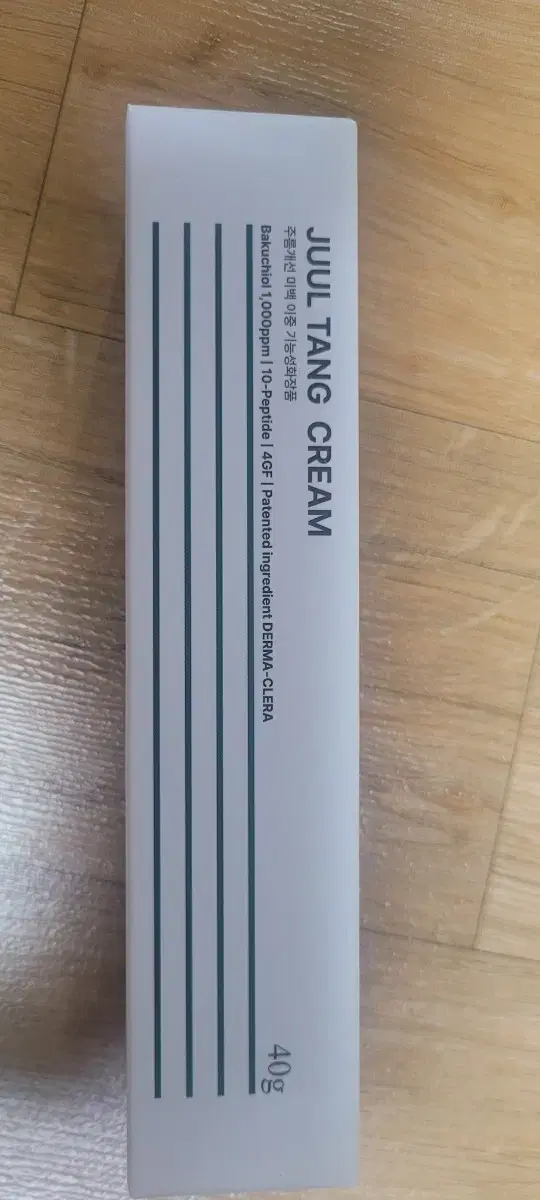 JUUL TANG CREAM
주름개선 미백 이중 기능성화장품
Bakuchiol 1,000ppm | 10-Peptide | 4GF | Patented ingredient DERMA-CLERA
40g